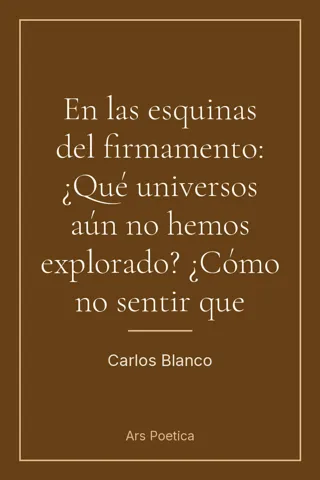 En las esquinas
del firmamento:
¿Qué universos
aún no hemos
explorado? ¿Cómo
no sentir que
Carlos Blanco
Ars Poetica